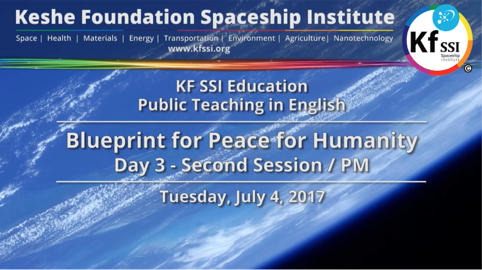 Keshe Foundation Spaceship Institute
Space | Health | Materials | Energy | Transportation | Environment | Agriculture | Nanotechnology
www.kfssi.org
Kf SSI
Spaceship
Institute
©
KF SSI Education
Public Teaching in English
Blueprint for Peace for Humanity
Day 3 - Second Session / PM
Tuesday, July 4, 2017